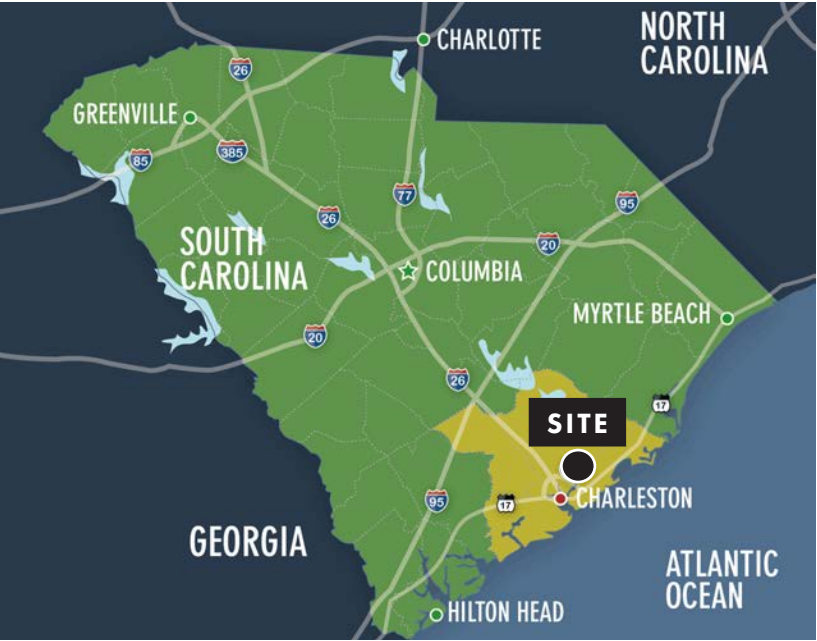 CHARLOTTE
NORTH
CAROLINA
26
GREENVILLE
85
385
77
95
26
20
SOUTH
CAROLINA
COLUMBIA
MYRTLE BEACH
20
26
17
SITE
95
17
CHARLESTON
GEORGIA
ATLANTIC
OCEAN
HILTON HEAD